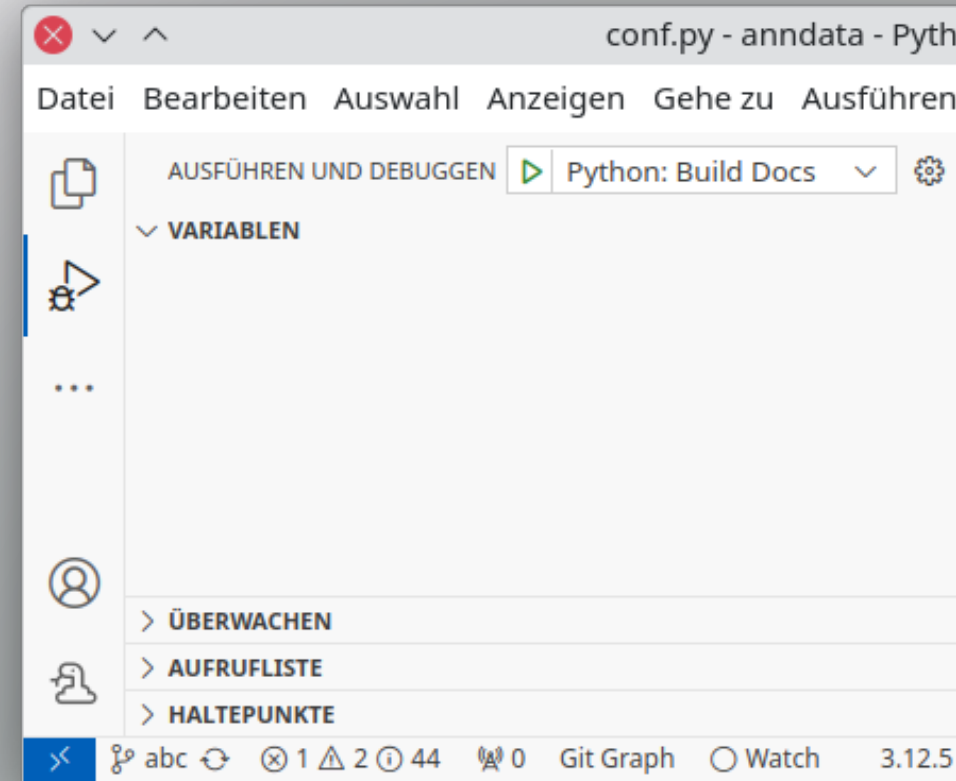 conf.py - anndata - Pyth
Datei Bearbeiten Auswahl Anzeigen Gehe zu Ausführen
AUSFÜHREN UND DEBUGGEN Python: Build Docs
VARIABLEN
ÜBERWACHEN
AUFRUFLISTE
HALTEPUNKTE
abc 1 2 44 0 Git Graph Watch 3.12.5